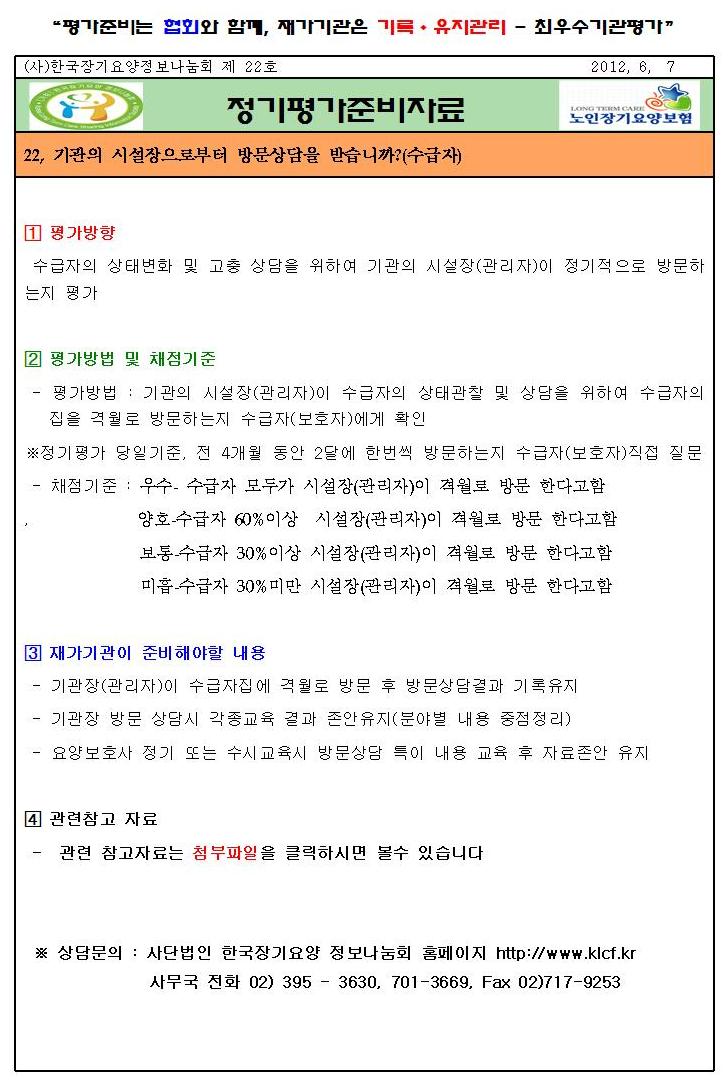 “평가준비는 협회와 함께, 재가기관은 기록·유지관리 - 최우수기관평가”
(사)한국장기요양정보나눔회 제 22호 2012, 6, 7
정기평가준비자료
LONG TERM CARE
노인장기요양보험
22, 기관의 시설장으로부터 방문상담을 받습니까?(수급자)
1 평가방향
수급자의 상태변화 및 고충 상담을 위하여 기관의 시설장(관리자)이 정기적으로 방문하
는지 평가
2 평가방법 및 채점기준
- 평가방법 : 기관의 시설장(관리자)이 수급자의 상태관찰 및 상담을 위하여 수급자의
집을 격월로 방문하는지 수급자(보호자)에게 확인
※정기평가 당일기준, 전 4개월 동안 2달에 한번씩 방문하는지 수급자(보호자)직접 질문
- 채점기준 : 우수- 수급자 모두가 시설장(관리자)이 격월로 방문 한다고함
, 양호-수급자 60%이상 시설장(관리자)이 격월로 방문 한다고함
보통-수급자 30%이상 시설장(관리자)이 격월로 방문 한다고함
미흡-수급자 30%미만 시설장(관리자)이 격월로 방문 한다고함
3 재가기관이 준비해야할 내용
- 기관장(관리자)이 수급자집에 격월로 방문 후 방문상담결과 기록유지
- 기관장 방문 상담시 각종교육 결과 존안유지(분야별 내용 중점정리)
- 요양보호사 정기 또는 수시교육시 방문상담 특이 내용 교육 후 자료존안 유지
4 관련참고 자료
- 관련 참고자료는 첨부파일을 클릭하시면 볼수 있습니다
※ 상담문의 : 사단법인 한국장기요양 정보나눔회 홈페이지 http://www.klcf.kr
사무국 전화 02) 395 - 3630, 701-3669, Fax 02)717-9253